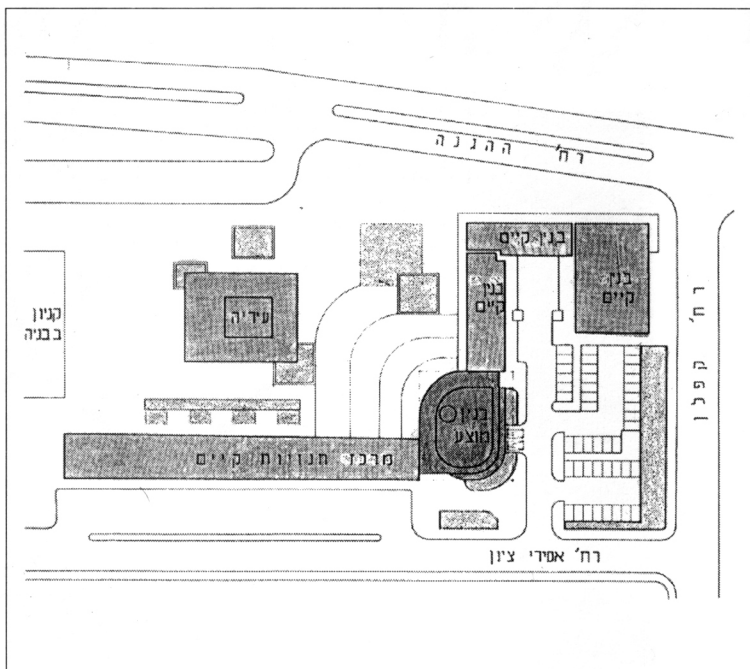 רח' ההגנה
בנין קיים
בנין
קיים
בנין
קיים
רח' קפלן
קניון
בבניה
עיריה
בנין
מוצע
מרכז חנויות קיים
רח' אסירי ציון